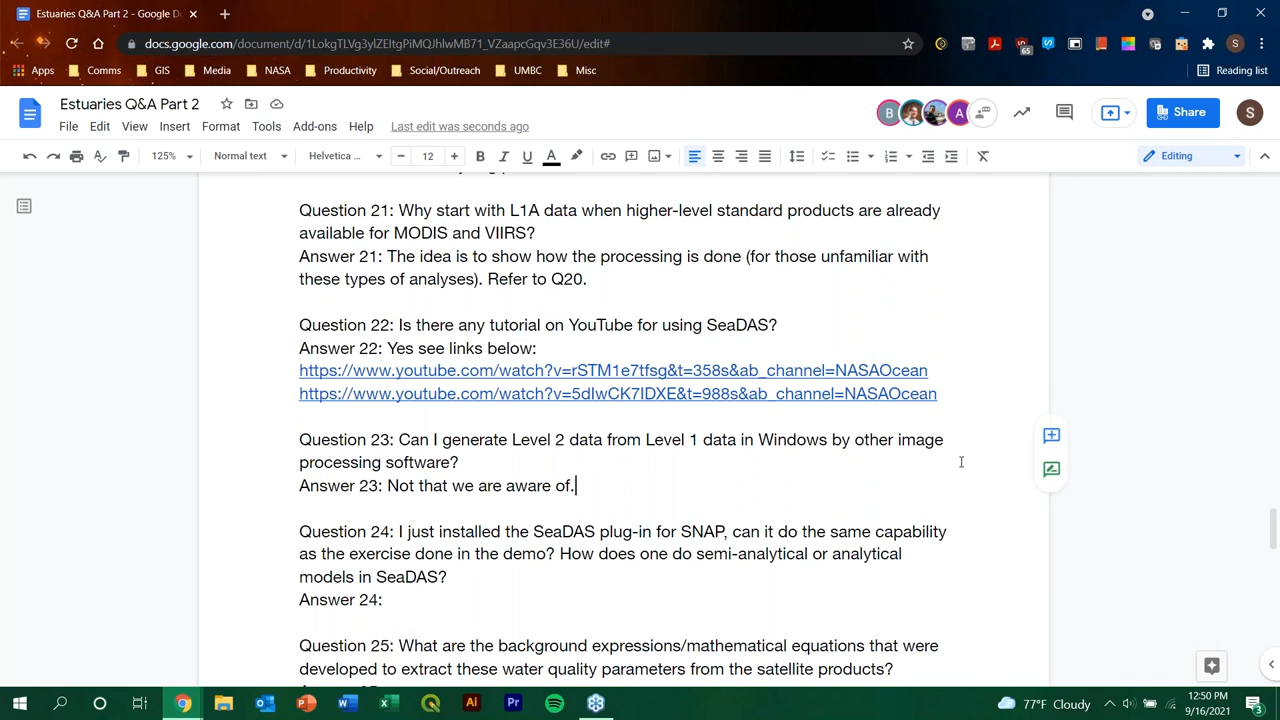 Estuaries Q&A Part 2 - Google D
docs.google.com/document/d/1LokgTLVg3ylZEItgPiMQJhlwMB71_VZaapcGqv3E36U/edit#
65
S
Apps
Comms
GIS
Media
NASA
Productivity
Social/Outreach
UMBC
Misc
Reading list
Estuaries Q&A Part 2
B
A
Share
S
File Edit View Insert Format Tools Add-ons Help Last edit was seconds ago
125% Normal text Helvetica ... 12 B I U A Editing
Question 21: Why start with L1A data when higher-level standard products are already
available for MODIS and VIIRS?
Answer 21: The idea is to show how the processing is done (for those unfamiliar with
these types of analyses). Refer to Q20.
Question 22: Is there any tutorial on YouTube for using SeaDAS?
Answer 22: Yes see links below:
https://www.youtube.com/watch?v=rSTM1e7tfsg&t=358s&ab_channel=NASAOcean
https://www.youtube.com/watch?v=5dIwCK7IDXE&t=988s&ab_channel=NASAOcean
Question 23: Can I generate Level 2 data from Level 1 data in Windows by other image
processing software?
Answer 23: Not that we are aware of.
Question 24: I just installed the SeaDAS plug-in for SNAP, can it do the same capability
as the exercise done in the demo? How does one do semi-analytical or analytical
models in SeaDAS?
Answer 24:
Question 25: What are the background expressions/mathematical equations that were
developed to extract these water quality parameters from the satellite products?
77°F Cloudy
12:50 PM
9/16/2021
3